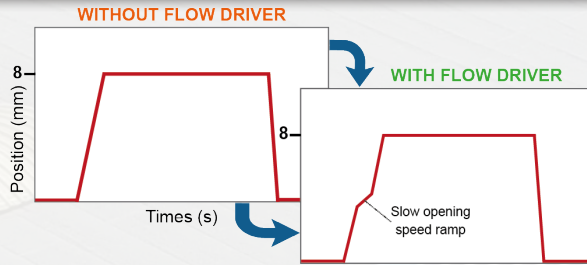 WITHOUT FLOW DRIVER
8
Position (mm)
Times (s)
WITH FLOW DRIVER
8
Slow opening
speed ramp